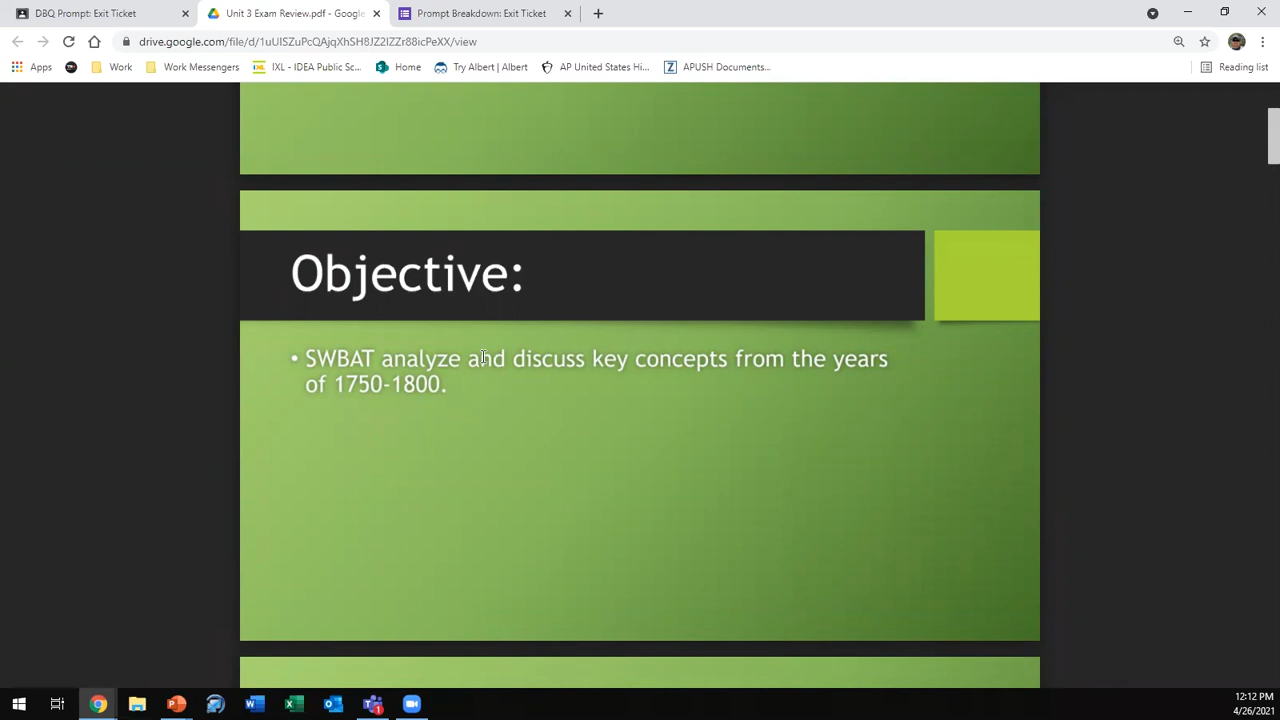 DBQ Prompt: Exit Ticket
Unit 3 Exam Review.pdf - Google
Prompt Breakdown: Exit Ticket
drive.google.com/file/d/1uUISZuPcQAjqXhSH8JZ2IZZr88icPeXX/view
Apps
Work
Work Messengers
IXL - IDEA Public Sc...
Home
Try Albert | Albert
AP United States Hi...
APUSH Documents...
Reading list
Objective:
• SWBAT analyze and discuss key concepts from the years
of 1750-1800.
12:12 PM
4/26/2021